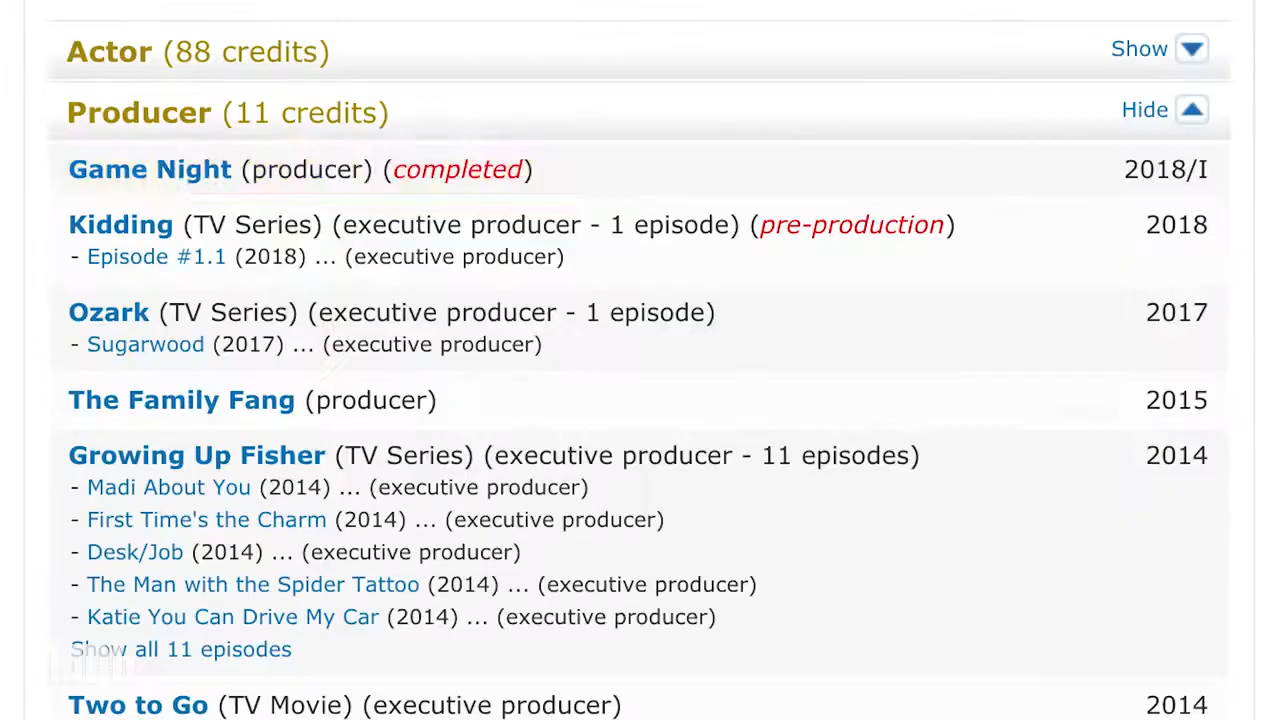 Actor (88 credits) Show
Producer (11 credits) Hide
Game Night (producer) (completed) 2018/I
Kidding (TV Series) (executive producer - 1 episode) (pre-production) 2018
- Episode #1.1 (2018) ... (executive producer)
Ozark (TV Series) (executive producer - 1 episode) 2017
- Sugarwood (2017) ... (executive producer)
The Family Fang (producer) 2015
Growing Up Fisher (TV Series) (executive producer - 11 episodes) 2014
- Madi About You (2014) ... (executive producer)
- First Time's the Charm (2014) ... (executive producer)
- Desk/Job (2014) ... (executive producer)
- The Man with the Spider Tattoo (2014) ... (executive producer)
- Katie You Can Drive My Car (2014) ... (executive producer)
Show all 11 episodes
Two to Go (TV Movie) (executive producer) 2014